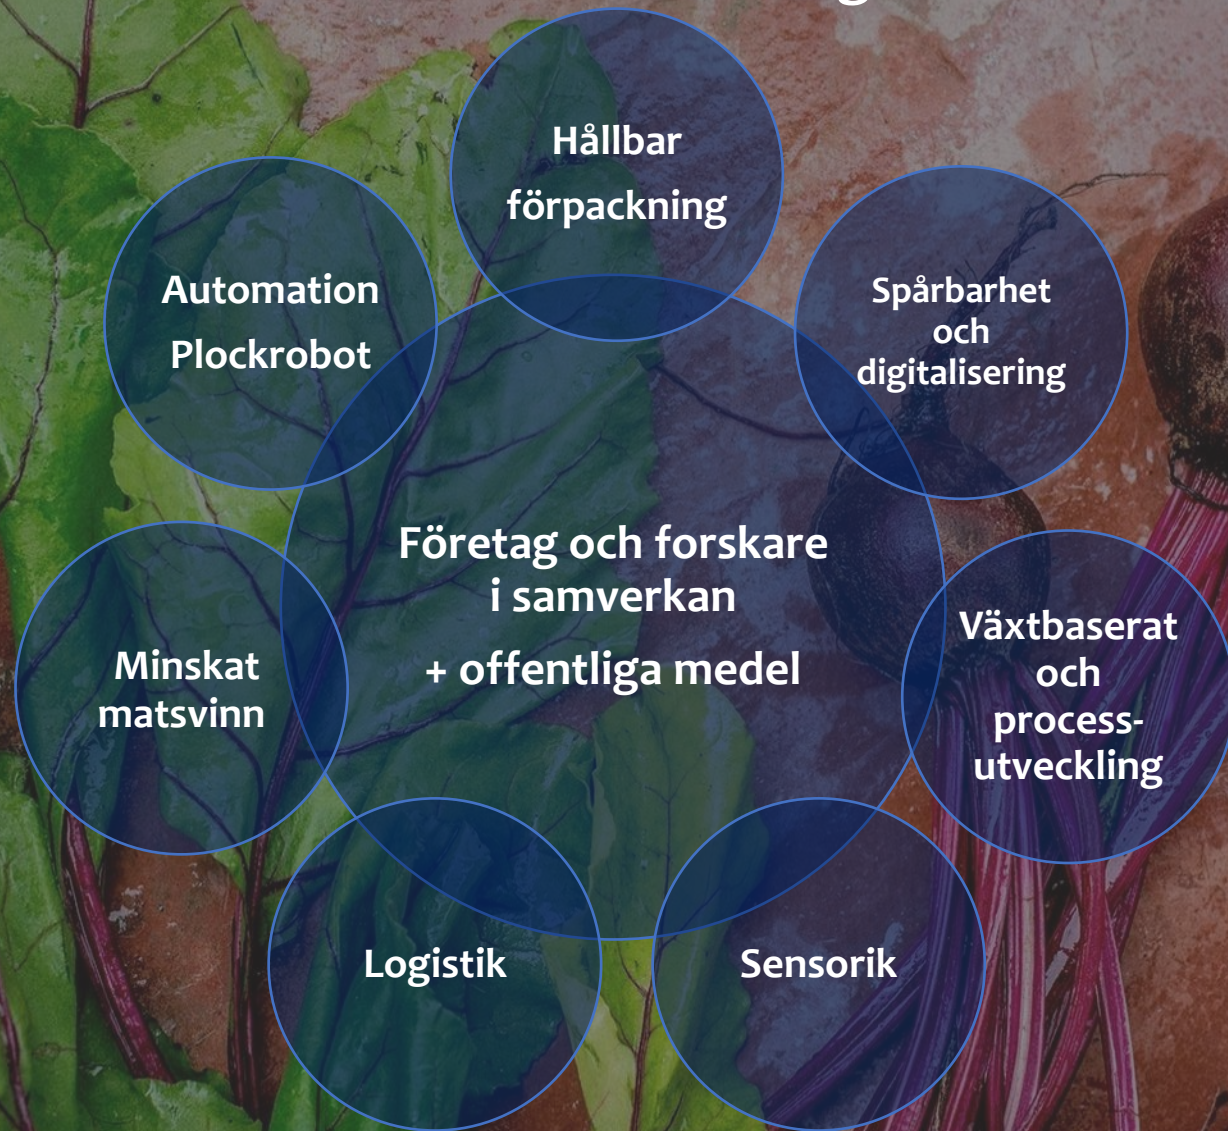 Hållbar
förpackning
Automation
Plockrobot
Spårbarhet
och
digitalisering
Företag och forskare
i samverkan
+ offentliga medel
Växtbaserat
och
process-
utveckling
Minskat
matsvinn
Logistik
Sensorik